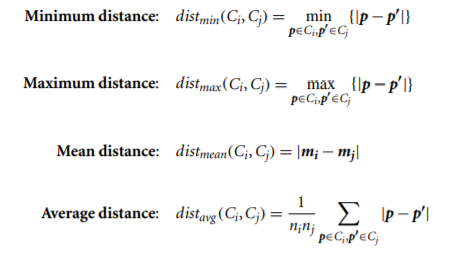 Minimum distance: dist_min(C_i, C_j) = min_{p∈C_i, p′∈C_j} {|p − p′|}
Maximum distance: dist_max(C_i, C_j) = max_{p∈C_i, p′∈C_j} {|p − p′|}
Mean distance: dist_mean(C_i, C_j) = |m_i − m_j|
Average distance: dist_avg(C_i, C_j) = \frac{1}{n_i n_j} ∑_{p∈C_i, p′∈C_j} |p − p′|